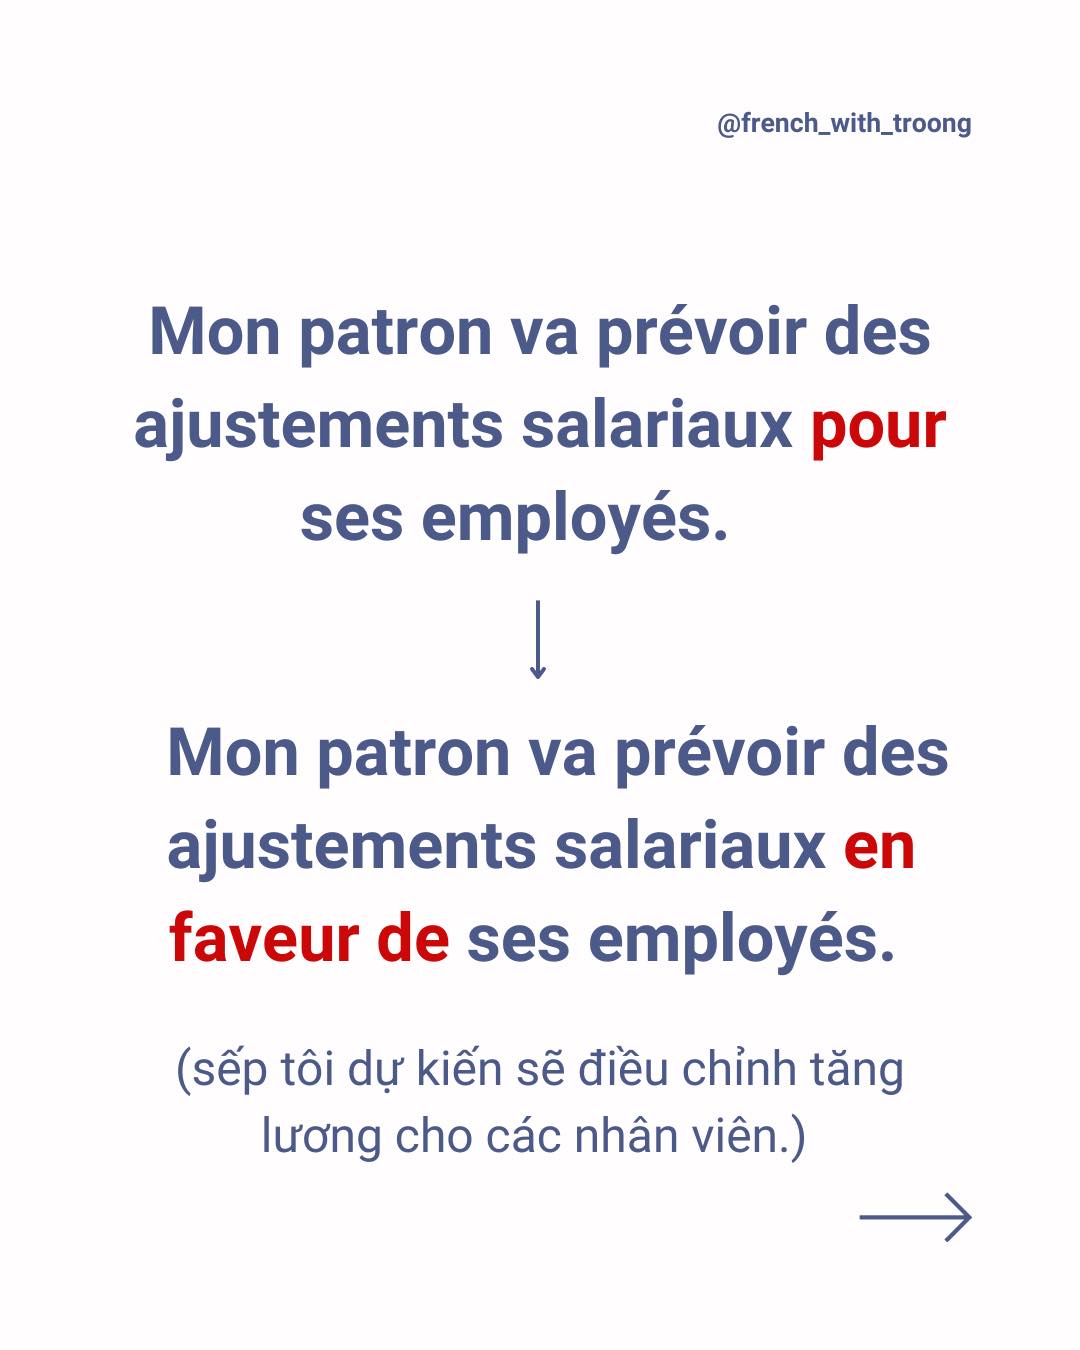 @french_with_troong
Mon patron va prévoir des
ajustements salariaux pour
ses employés.
Mon patron va prévoir des
ajustements salariaux en
faveur de ses employés.
(sếp tôi dự kiến sẽ điều chỉnh tăng
lương cho các nhân viên.)